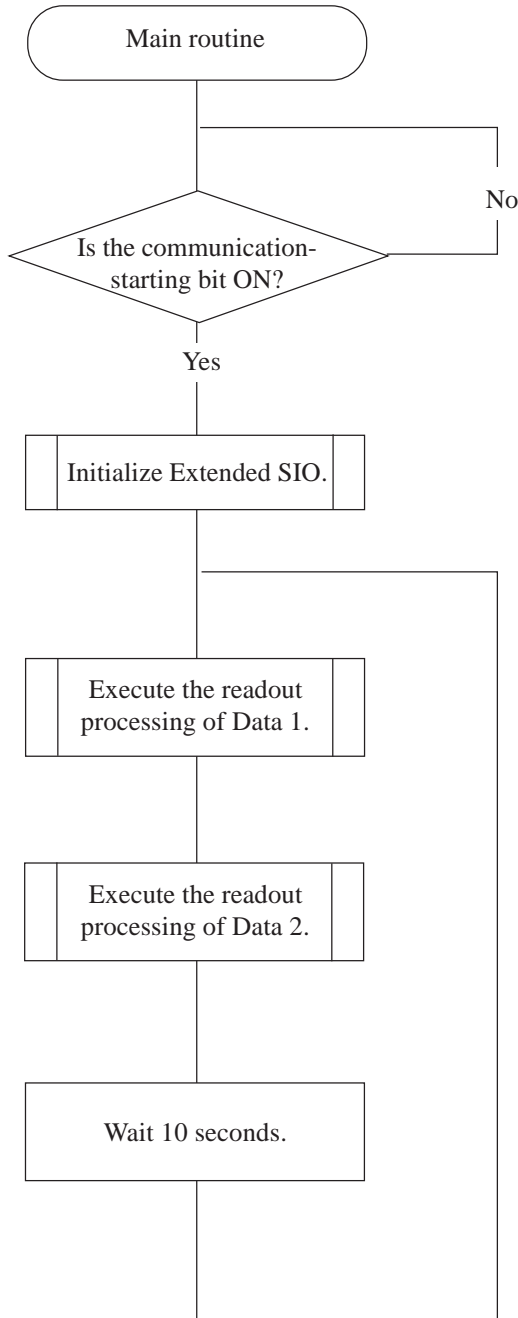 Main routine
No
Is the communication-
starting bit ON?
Yes
Initialize Extended SIO.
Execute the readout
processing of Data 1.
Execute the readout
processing of Data 2.
Wait 10 seconds.